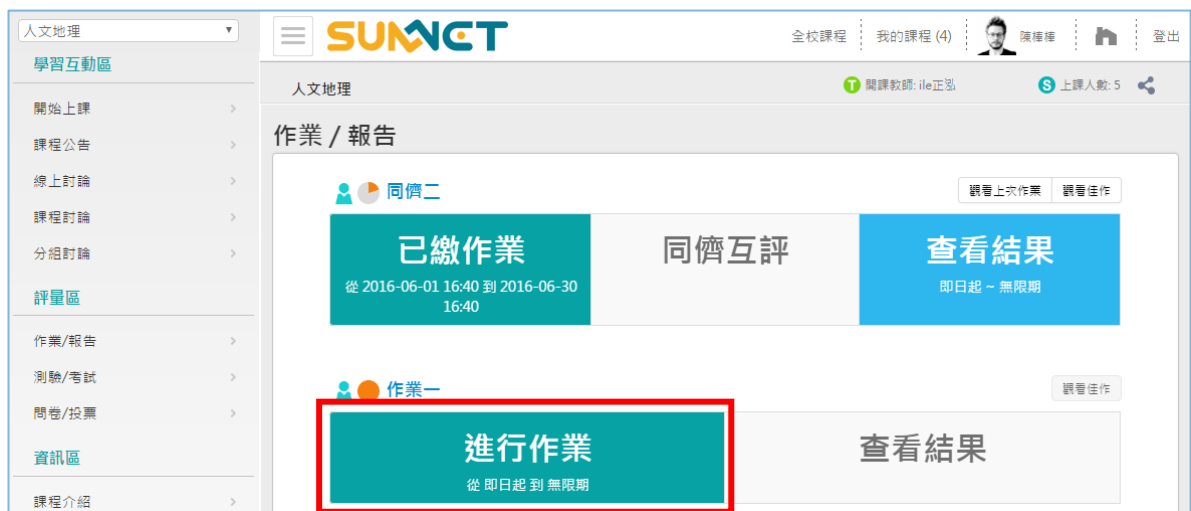 人文地理
學習互動區
開始上課
課程公告
線上討論
課程討論
分組討論
評量區
作業/報告
測驗/考試
問卷/投票
資訊區
課程介紹
SUNNET
全校課程
我的課程 (4)
陳棒棒
登出
人文地理
T 開課教師: ile正泓
S 上課人數: 5
作業 / 報告
同儕二
觀看上次作業
觀看佳作
已繳作業
從 2016-06-01 16:40 到 2016-06-30
16:40
同儕互評
查看結果
即日起 ~ 無限期
作業一
觀看佳作
進行作業
從 即日起 到 無限期
查看結果